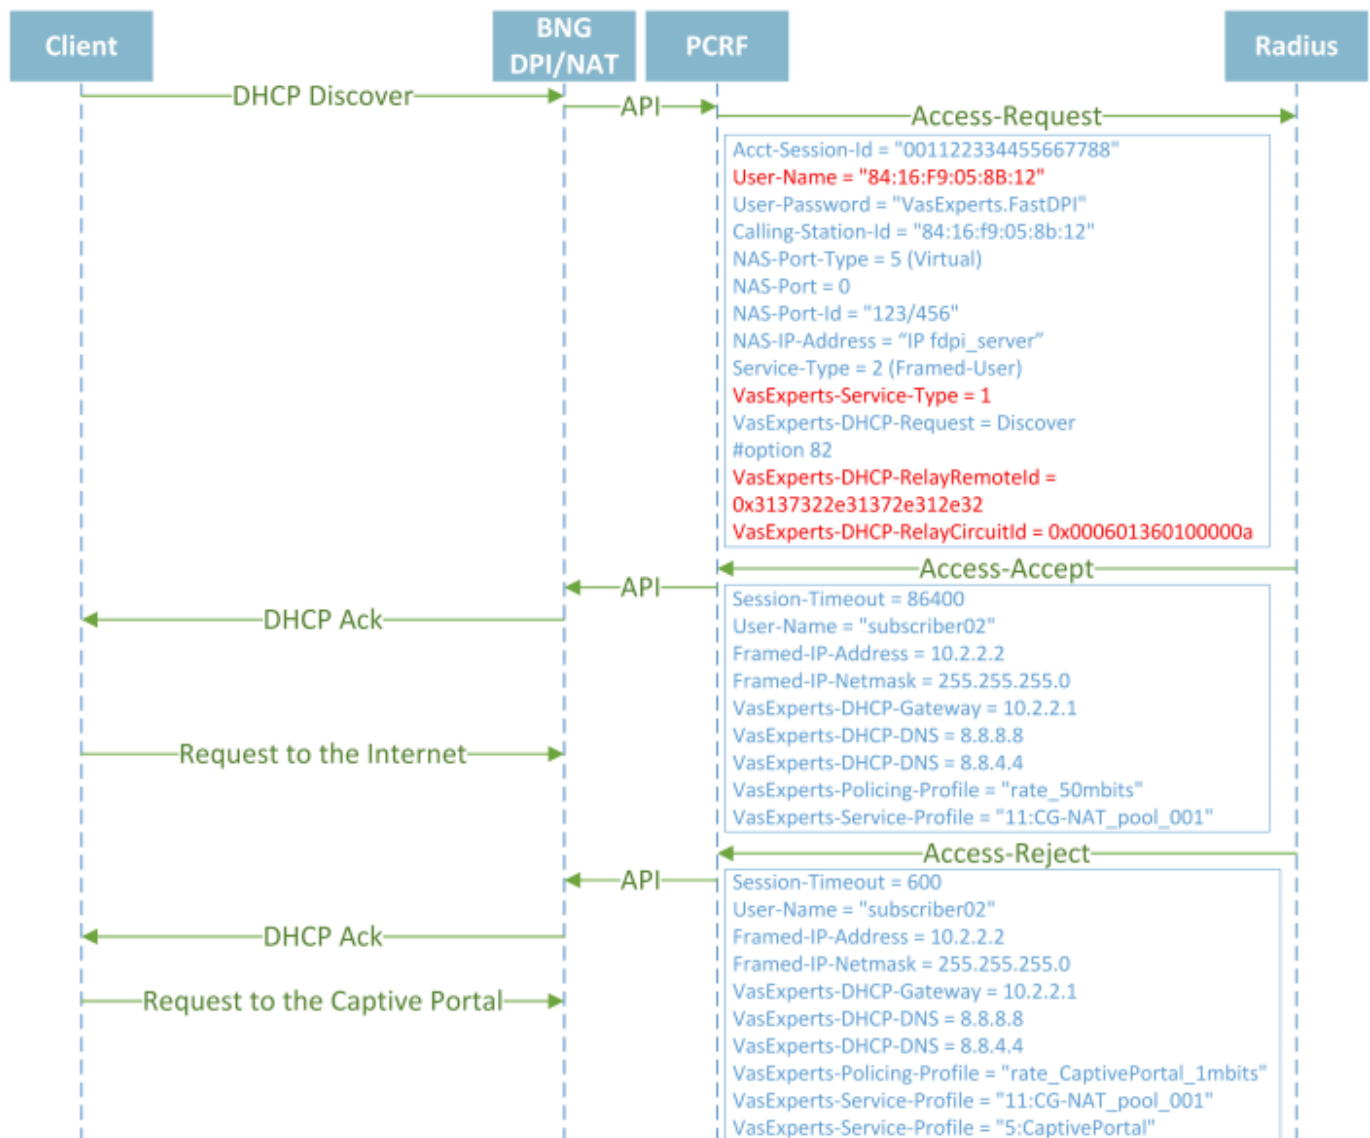 Client
BNG
DPI/NAT
PCRF
Radius
DHCP Discover
API
Access-Request
Acct-Session-Id = "001122334455667788"
User-Name = "84:16:F9:05:8B:12"
User-Password = "VasExperts.FastDPI"
Calling-Station-Id = "84:16:f9:05:8b:12"
NAS-Port-Type = 5 (Virtual)
NAS-Port = 0
NAS-Port-Id = "123/456"
NAS-IP-Address = “IP fdpi_server”
Service-Type = 2 (Framed-User)
VasExperts-Service-Type = 1
VasExperts-DHCP-Request = Discover
#option 82
VasExperts-DHCP-RelayRemoteId =
0x3137322e31372e312e32
VasExperts-DHCP-RelayCircuitId = 0x000601360100000a
Access-Accept
API
DHCP Ack
Session-Timeout = 86400
User-Name = "subscriber02"
Framed-IP-Address = 10.2.2.2
Framed-IP-Netmask = 255.255.255.0
VasExperts-DHCP-Gateway = 10.2.2.1
VasExperts-DHCP-DNS = 8.8.8.8
VasExperts-DHCP-DNS = 8.8.4.4
VasExperts-Policing-Profile = "rate_50mbits"
VasExperts-Service-Profile = "11:CG-NAT_pool_001"
Request to the Internet
Access-Reject
API
DHCP Ack
Request to the Captive Portal
Session-Timeout = 600
User-Name = "subscriber02"
Framed-IP-Address = 10.2.2.2
Framed-IP-Netmask = 255.255.255.0
VasExperts-DHCP-Gateway = 10.2.2.1
VasExperts-DHCP-DNS = 8.8.8.8
VasExperts-DHCP-DNS = 8.8.4.4
VasExperts-Policing-Profile = "rate_CaptivePortal_1mbits"
VasExperts-Service-Profile = "11:CG-NAT_pool_001"
VasExperts-Service-Profile = "5:CaptivePortal"